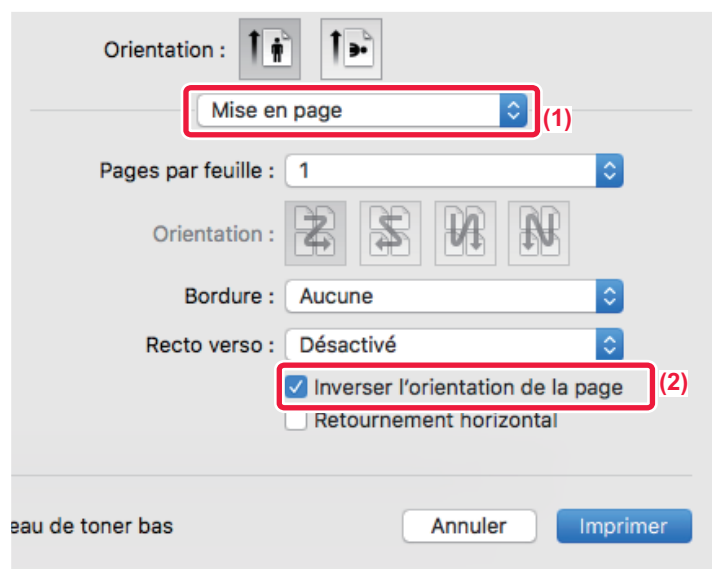 Orientation :
Mise en page
(1)
Pages par feuille : 1
Orientation :
Bordure : Aucune
Recto verso : Désactivé
Inverser l'orientation de la page
(2)
Retournement horizontal
eau de toner bas
Annuler
Imprimer